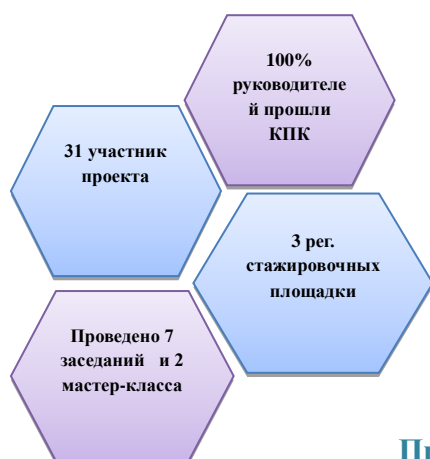 100%
руководителе
й прошли
КПК
31 участник
проекта
3 рег.
стажировочных
площадки
Проведено 7
заседаний и 2
мастер-класса